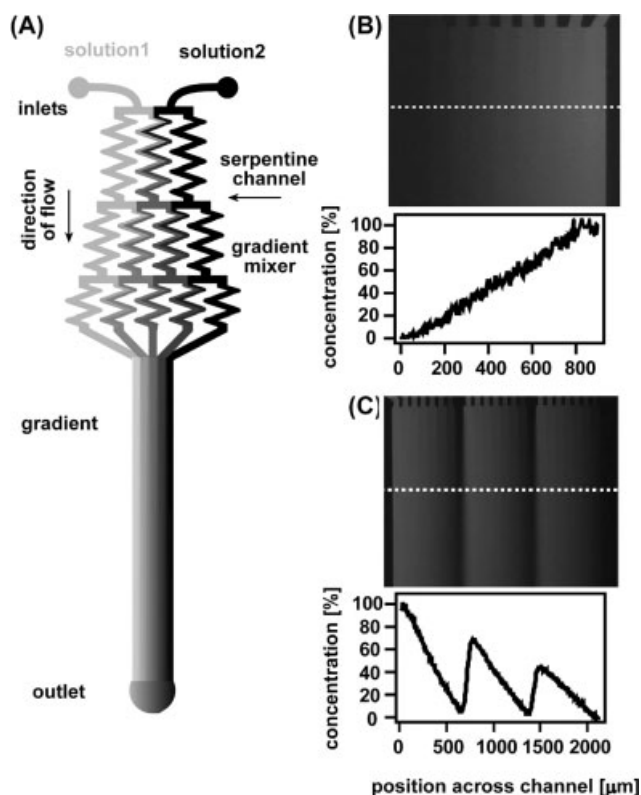 (A)
solution1
solution2
inlets
direction
of flow
serpentine
channel
gradient
mixer
gradient
outlet
(B)
concentration [%]
100
80
60
40
20
0
0 200 400 600 800
(C)
concentration [%]
100
80
60
40
20
0
0 500 1000 1500 2000
position across channel [μm]